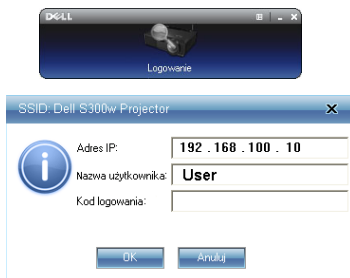 DELL
Logowanie
SSID: Dell S300w Projector
Adres IP: 192 . 168 . 100 . 10
Nazwa użytkownika: User
Kod logowania:
OK Anuluj